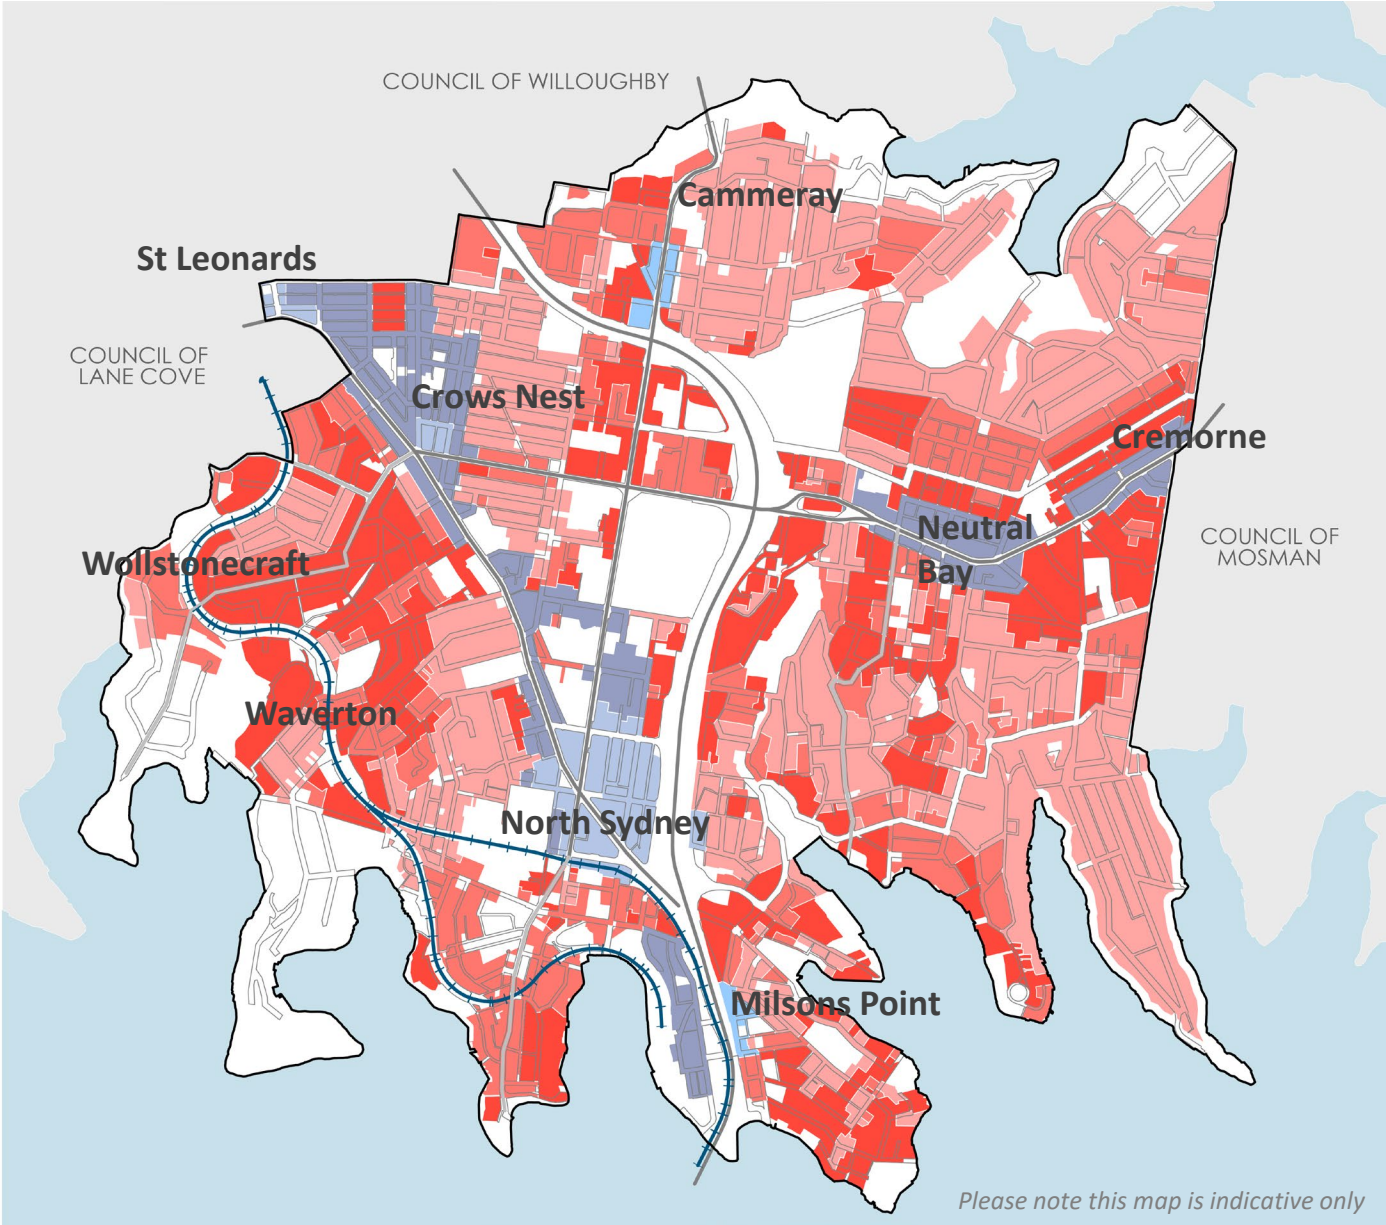 COUNCIL OF WILLOUGHBY
Cammeray
St Leonards
COUNCIL OF
LANE COVE
Crows Nest
Cremorne
Neutral
Bay
COUNCIL OF
MOSMAN
Wollstonecraft
Waverton
North Sydney
Milsons Point
Please note this map is indicative only